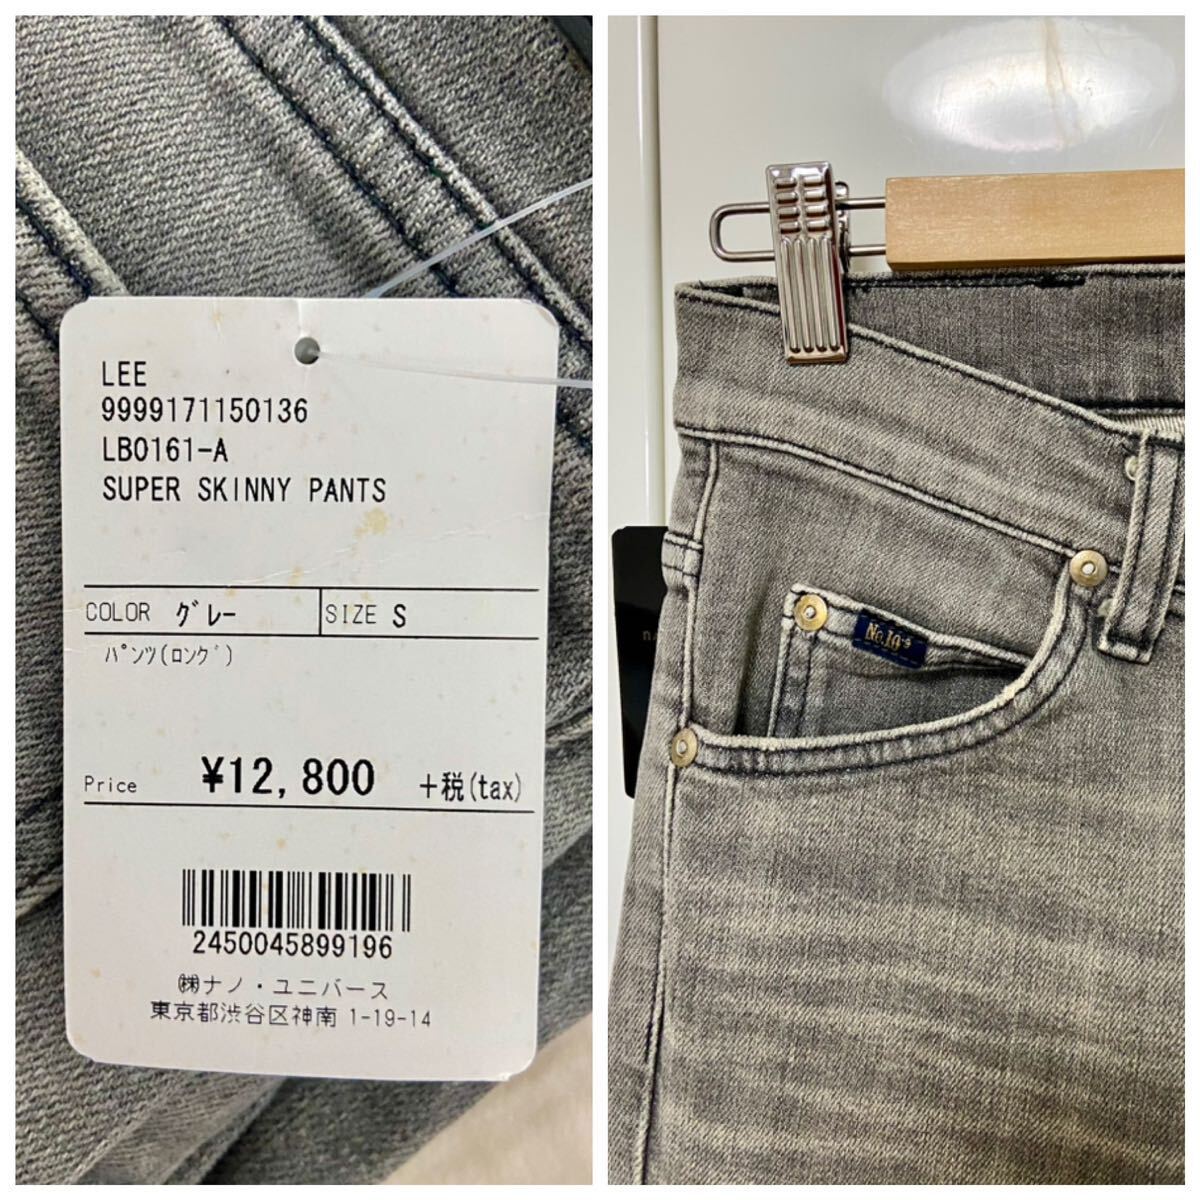 LEE
9999171150136
LB0161-A
SUPER SKINNY PANTS
COLOR グレー SIZE S
パンツ(ロング)
Price ¥12,800 +税(tax)
2450045899196
㈱ナノ・ユニバース
東京都渋谷区神南 1-19-14
No.10-9